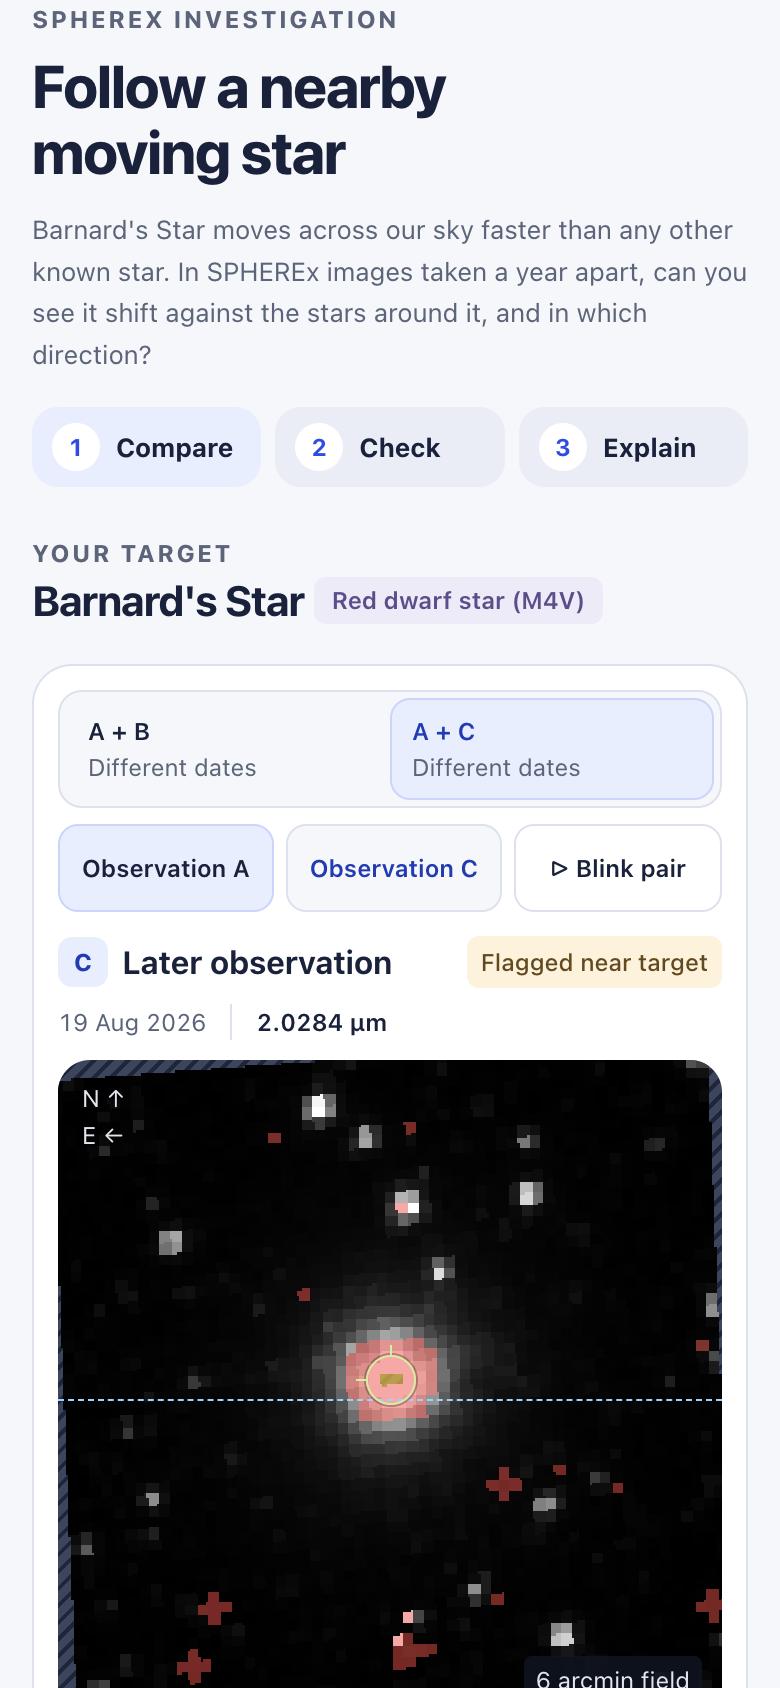 SPHEREX INVESTIGATION
Follow a nearby
moving star
Barnard's Star moves across our sky faster than any other
known star. In SPHEREx images taken a year apart, can you
see it shift against the stars around it, and in which
direction?
1 Compare
2 Check
3 Explain
YOUR TARGET
Barnard's Star Red dwarf star (M4V)
A + B
Different dates
A + C
Different dates
Observation A
Observation C
Blink pair
C Later observation Flagged near target
19 Aug 2026 2.0284 µm
N ↑
E ←
6 arcmin field